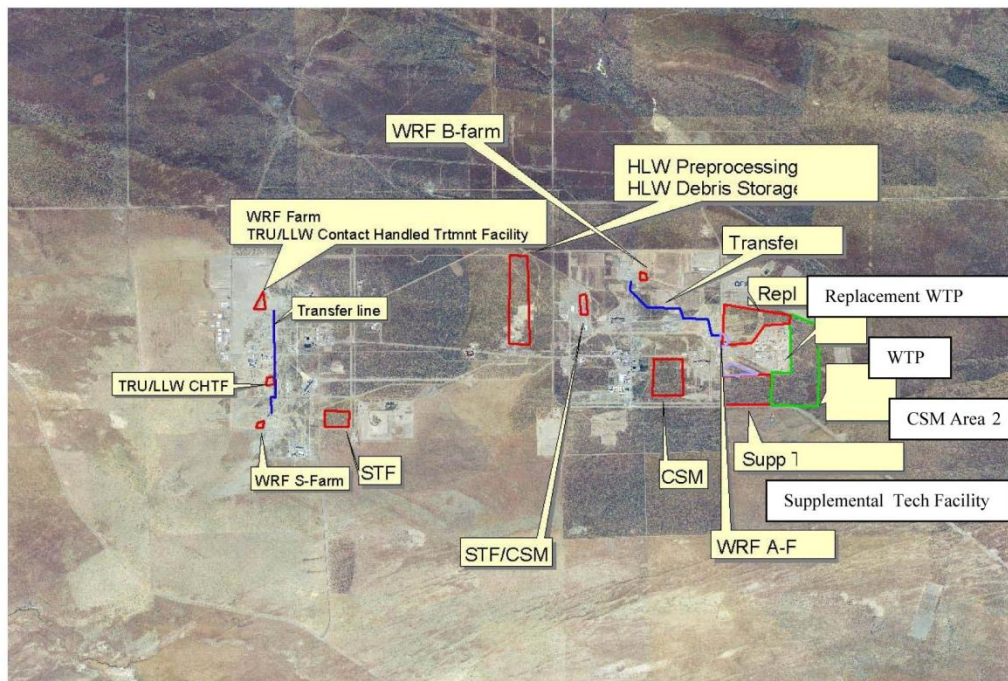 WRF B-farm
HLW Preprocessing
HLW Debris Storage
WRF Farm
TRU/LLW Contact Handled Trtmnt Facility
Transfer
Repl
Replacement WTP
Transfer line
WTP
TRU/LLW CHTF
CSM Area 2
WRF S-Farm
STF
CSM
Supp T
Supplemental Tech Facility
STF/CSM
WRF A-F